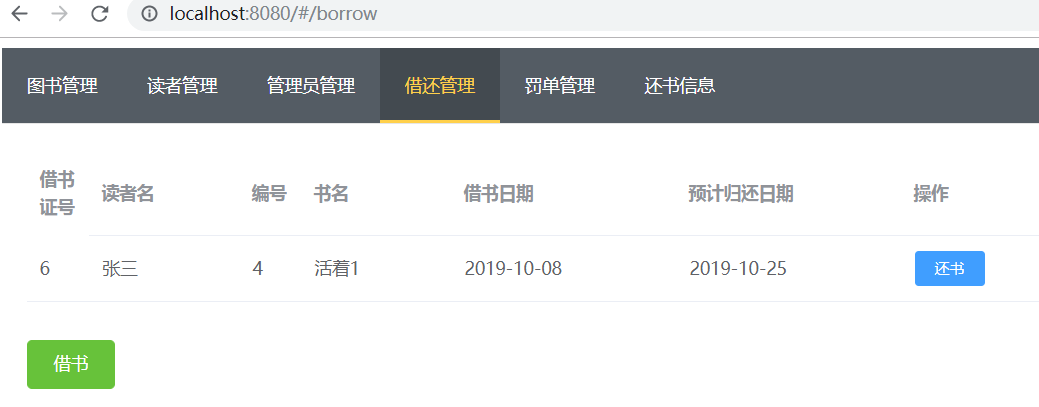 localhost:8080/#/borrow
图书管理 读者管理 管理员管理 借还管理 罚单管理 还书信息
借书
证号 读者名 编号 书名 借书日期 预计归还日期 操作
6 张三 4 活着1 2019-10-08 2019-10-25 还书
借书